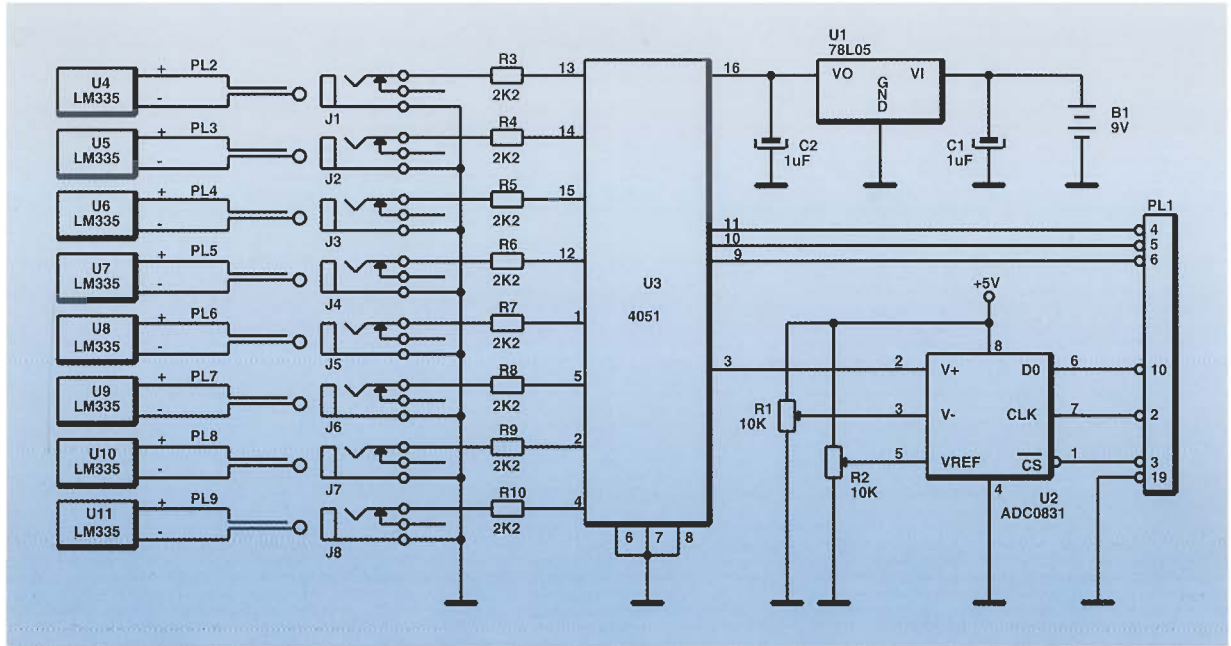 U4
LM335
+ PL2
-
J1
R3
2K2
13
U5
LM335
+ PL3
-
J2
R4
2K2
14
U6
LM335
+ PL4
-
J3
R5
2K2
15
U7
LM335
+ PL5
-
J4
R6
2K2
12
U8
LM335
+ PL6
-
J5
R7
2K2
1
U9
LM335
+ PL7
-
J6
R8
2K2
5
U10
LM335
+ PL8
-
J7
R9
2K2
2
U11
LM335
+ PL9
-
J8
R10
2K2
4
U3
4051
6 7 8
16
11
10
9
3
U1
78L05
VO VI
GND
C2
1uF
C1
1uF
B1
9V
+5V
R1
10K
R2
10K
2 V+
3 V-
5 VREF
8
D0 6
CLK 7
CS 1
4
U2
ADC0831
PL1
4
5
6
10
2
3
19